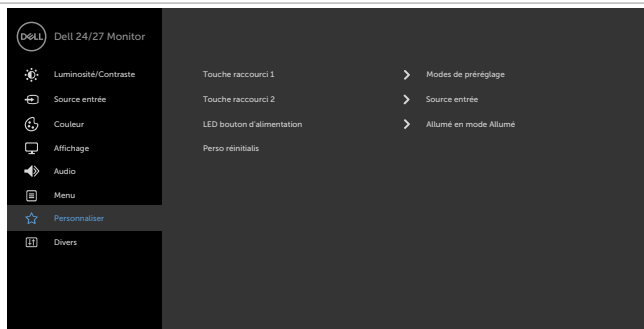 DELL
Dell 24/27 Monitor
Luminosité/Contraste
Source entrée
Couleur
Affichage
Audio
Menu
Personnaliser
Divers
Touche raccourci 1 Modes de préréglage
Touche raccourci 2 Source entrée
LED bouton d'alimentation Allumé en mode Allumé
Perso réinitialis